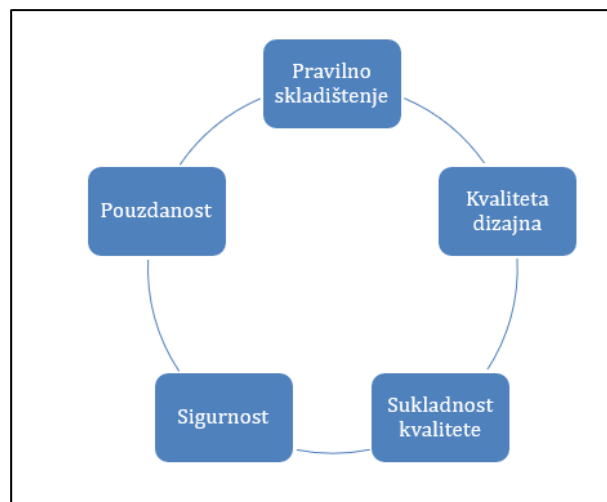 Pravilno
skladištenje
Kvaliteta
dizajna
Sukladnost
kvalitete
Sigurnost
Pouzdanost